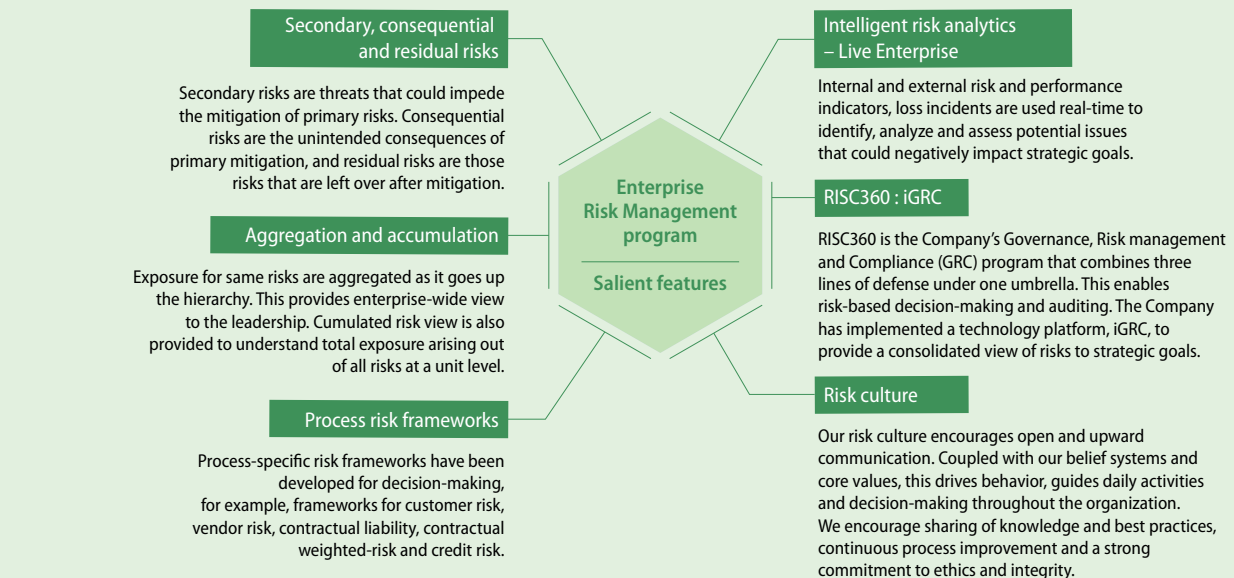 Secondary, consequential
and residual risks
Secondary risks are threats that could impede
the mitigation of primary risks. Consequential
risks are the unintended consequences of
primary mitigation, and residual risks are those
risks that are left over after mitigation.
Aggregation and accumulation
Exposure for same risks are aggregated as it goes up
the hierarchy. This provides enterprise-wide view
to the leadership. Cumulated risk view is also
provided to understand total exposure arising out
of all risks at a unit level.
Process risk frameworks
Process-specific risk frameworks have been
developed for decision-making,
for example, frameworks for customer risk,
vendor risk, contractual liability, contractual
weighted-risk and credit risk.
Enterprise
Risk Management
program
Salient features
Intelligent risk analytics
– Live Enterprise
Internal and external risk and performance
indicators, loss incidents are used real-time to
identify, analyze and assess potential issues
that could negatively impact strategic goals.
RISC360 : iGRC
RISC360 is the Company’s Governance, Risk management
and Compliance (GRC) program that combines three
lines of defense under one umbrella. This enables
risk-based decision-making and auditing. The Company
has implemented a technology platform, iGRC, to
provide a consolidated view of risks to strategic goals.
Risk culture
Our risk culture encourages open and upward
communication. Coupled with our belief systems and
core values, this drives behavior, guides daily activities
and decision-making throughout the organization.
We encourage sharing of knowledge and best practices,
continuous process improvement and a strong
commitment to ethics and integrity.